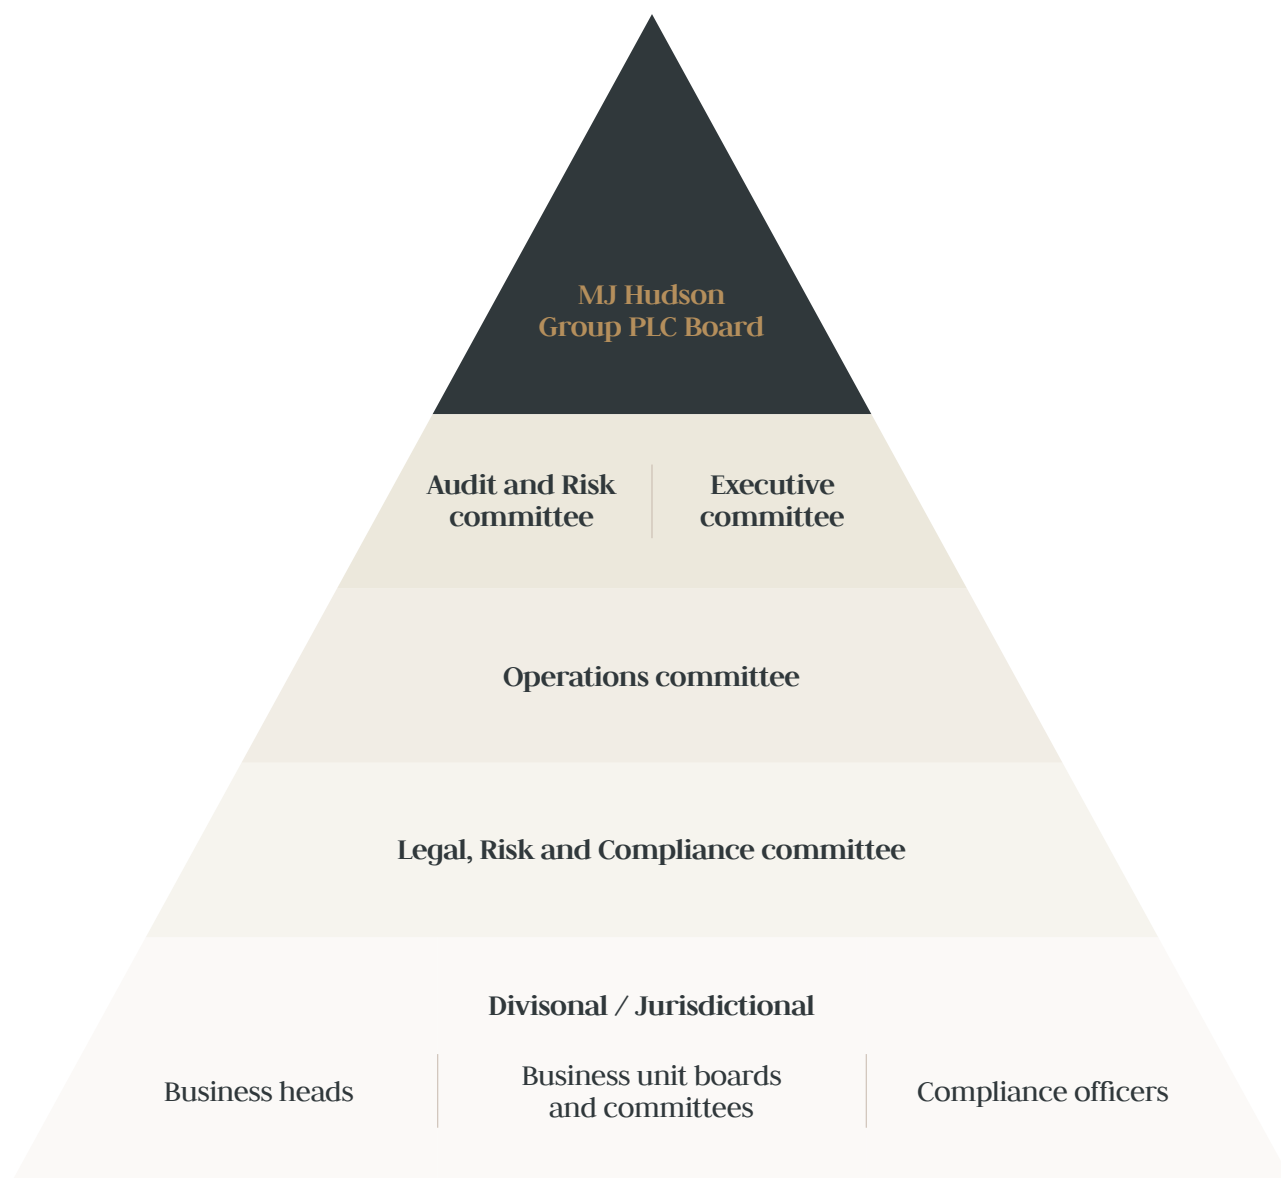 MJ Hudson
Group PLC Board
Audit and Risk
committee
Executive
committee
Operations committee
Legal, Risk and Compliance committee
Divisonal / Jurisdictional
Business heads
Business unit boards
and committees
Compliance officers